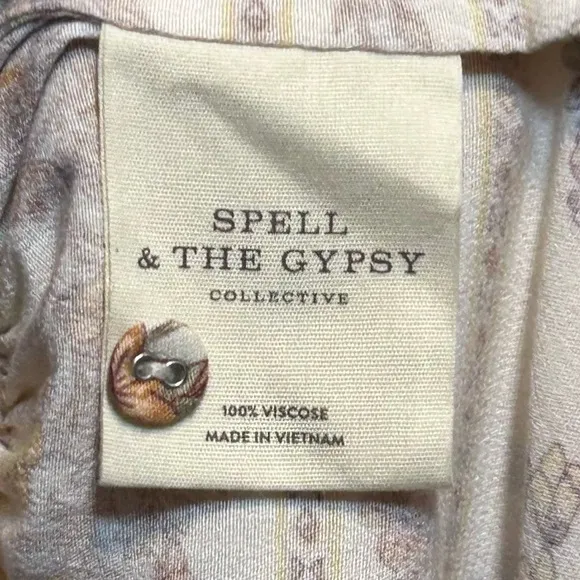 SPELL
& THE GYPSY
COLLECTIVE
100% VISCOSE
MADE IN VIETNAM